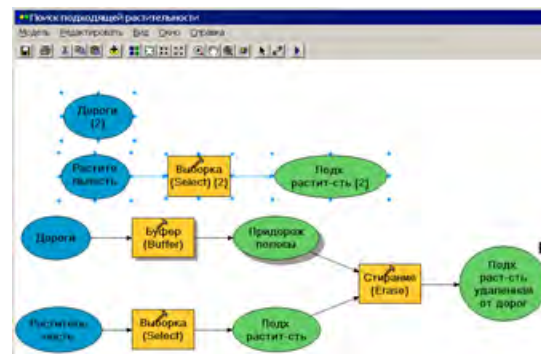 Поиск подходящей растительности
Модель Редактировать Вид Окно Справка
Дороги
(2)
Растите
льность
Выборка
(Select) (2)
Подх
растит-сть (2)
Дороги
Буфер
(Buffer)
Придорож
полосы
Стирание
(Erase)
Подх
раст-сть
удаленная
от дорог
Раститель
ность
Выборка
(Select)
Подх
растит-сть